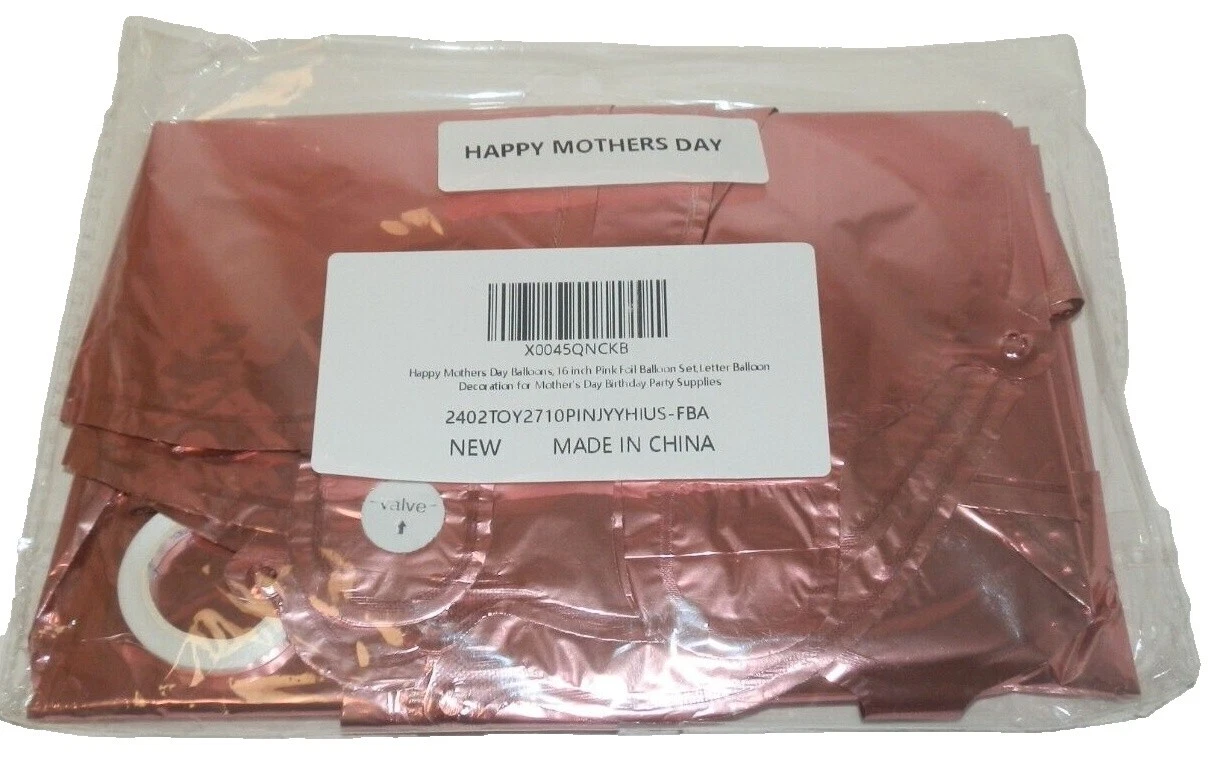 HAPPY MOTHERS DAY
X0045QNCKB
Happy Mothers Day Balloons,16 inch Pink Foil Balloon Set,Letter Balloon
Decoration for Mother's Day Birthday Party Supplies
2402TOY2710PINJYYHIUS-FBA
NEW MADE IN CHINA
-valve-